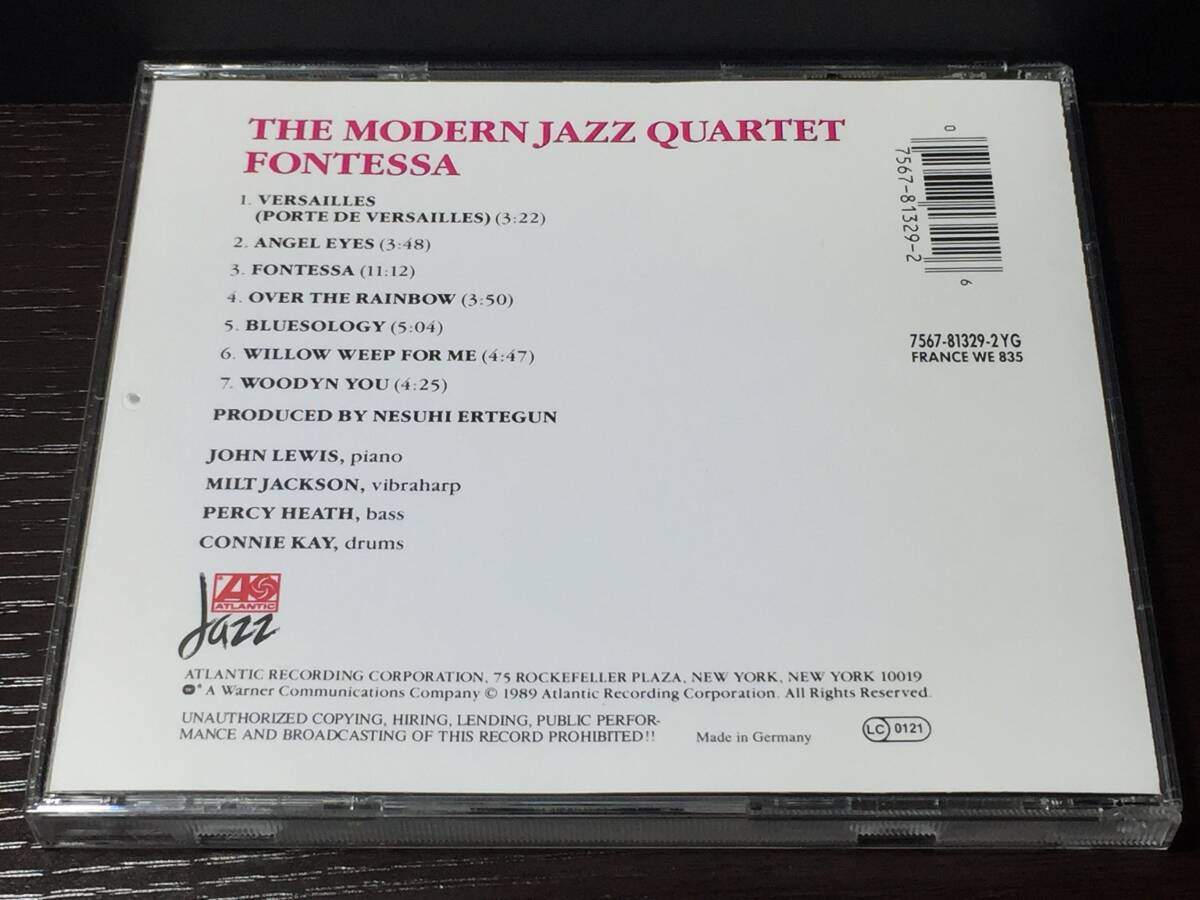 THE MODERN JAZZ QUARTET
FONTESSA
1. VERSAILLES
(PORTE DE VERSAILLES) (3:22)
2. ANGEL EYES (3:48)
3. FONTESSA (11:12)
4. OVER THE RAINBOW (3:50)
5. BLUESOLOGY (5:04)
6. WILLOW WEEP FOR ME (4:47)
7. WOODYN YOU (4:25)
PRODUCED BY NESUHI ERTEGUN
JOHN LEWIS, piano
MILT JACKSON, vibraharp
PERCY HEATH, bass
CONNIE KAY, drums
ATLANTIC
Jazz
ATLANTIC RECORDING CORPORATION, 75 ROCKEFELLER PLAZA, NEW YORK, NEW YORK 10019
A Warner Communications Company © 1989 Atlantic Recording Corporation. All Rights Reserved.
UNAUTHORIZED COPYING, HIRING, LENDING, PUBLIC PERFOR-
MANCE AND BROADCASTING OF THIS RECORD PROHIBITED!!
Made in Germany
LC 0121
0
7567-81329-2
6
7567-81329-2 YG
FRANCE WE 835